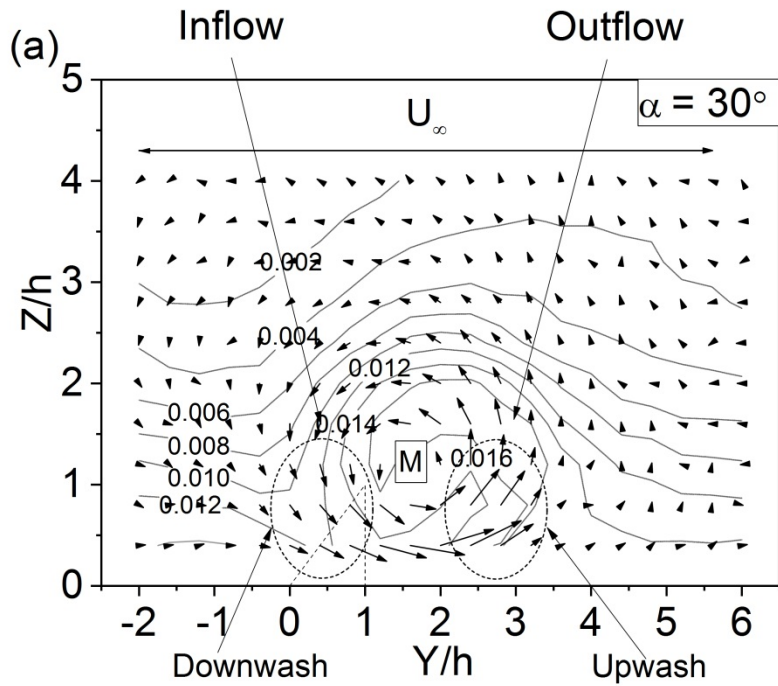 Inflow Outflow
(a)
α = 30°
U∞
5
4
3
2
1
0
Z/h
0.002
0.004
0.012
0.006
0.014
0.008
0.010
0.012
M
0.016
-2 -1 0 1 2 3 4 5 6
Downwash Y/h Upwash